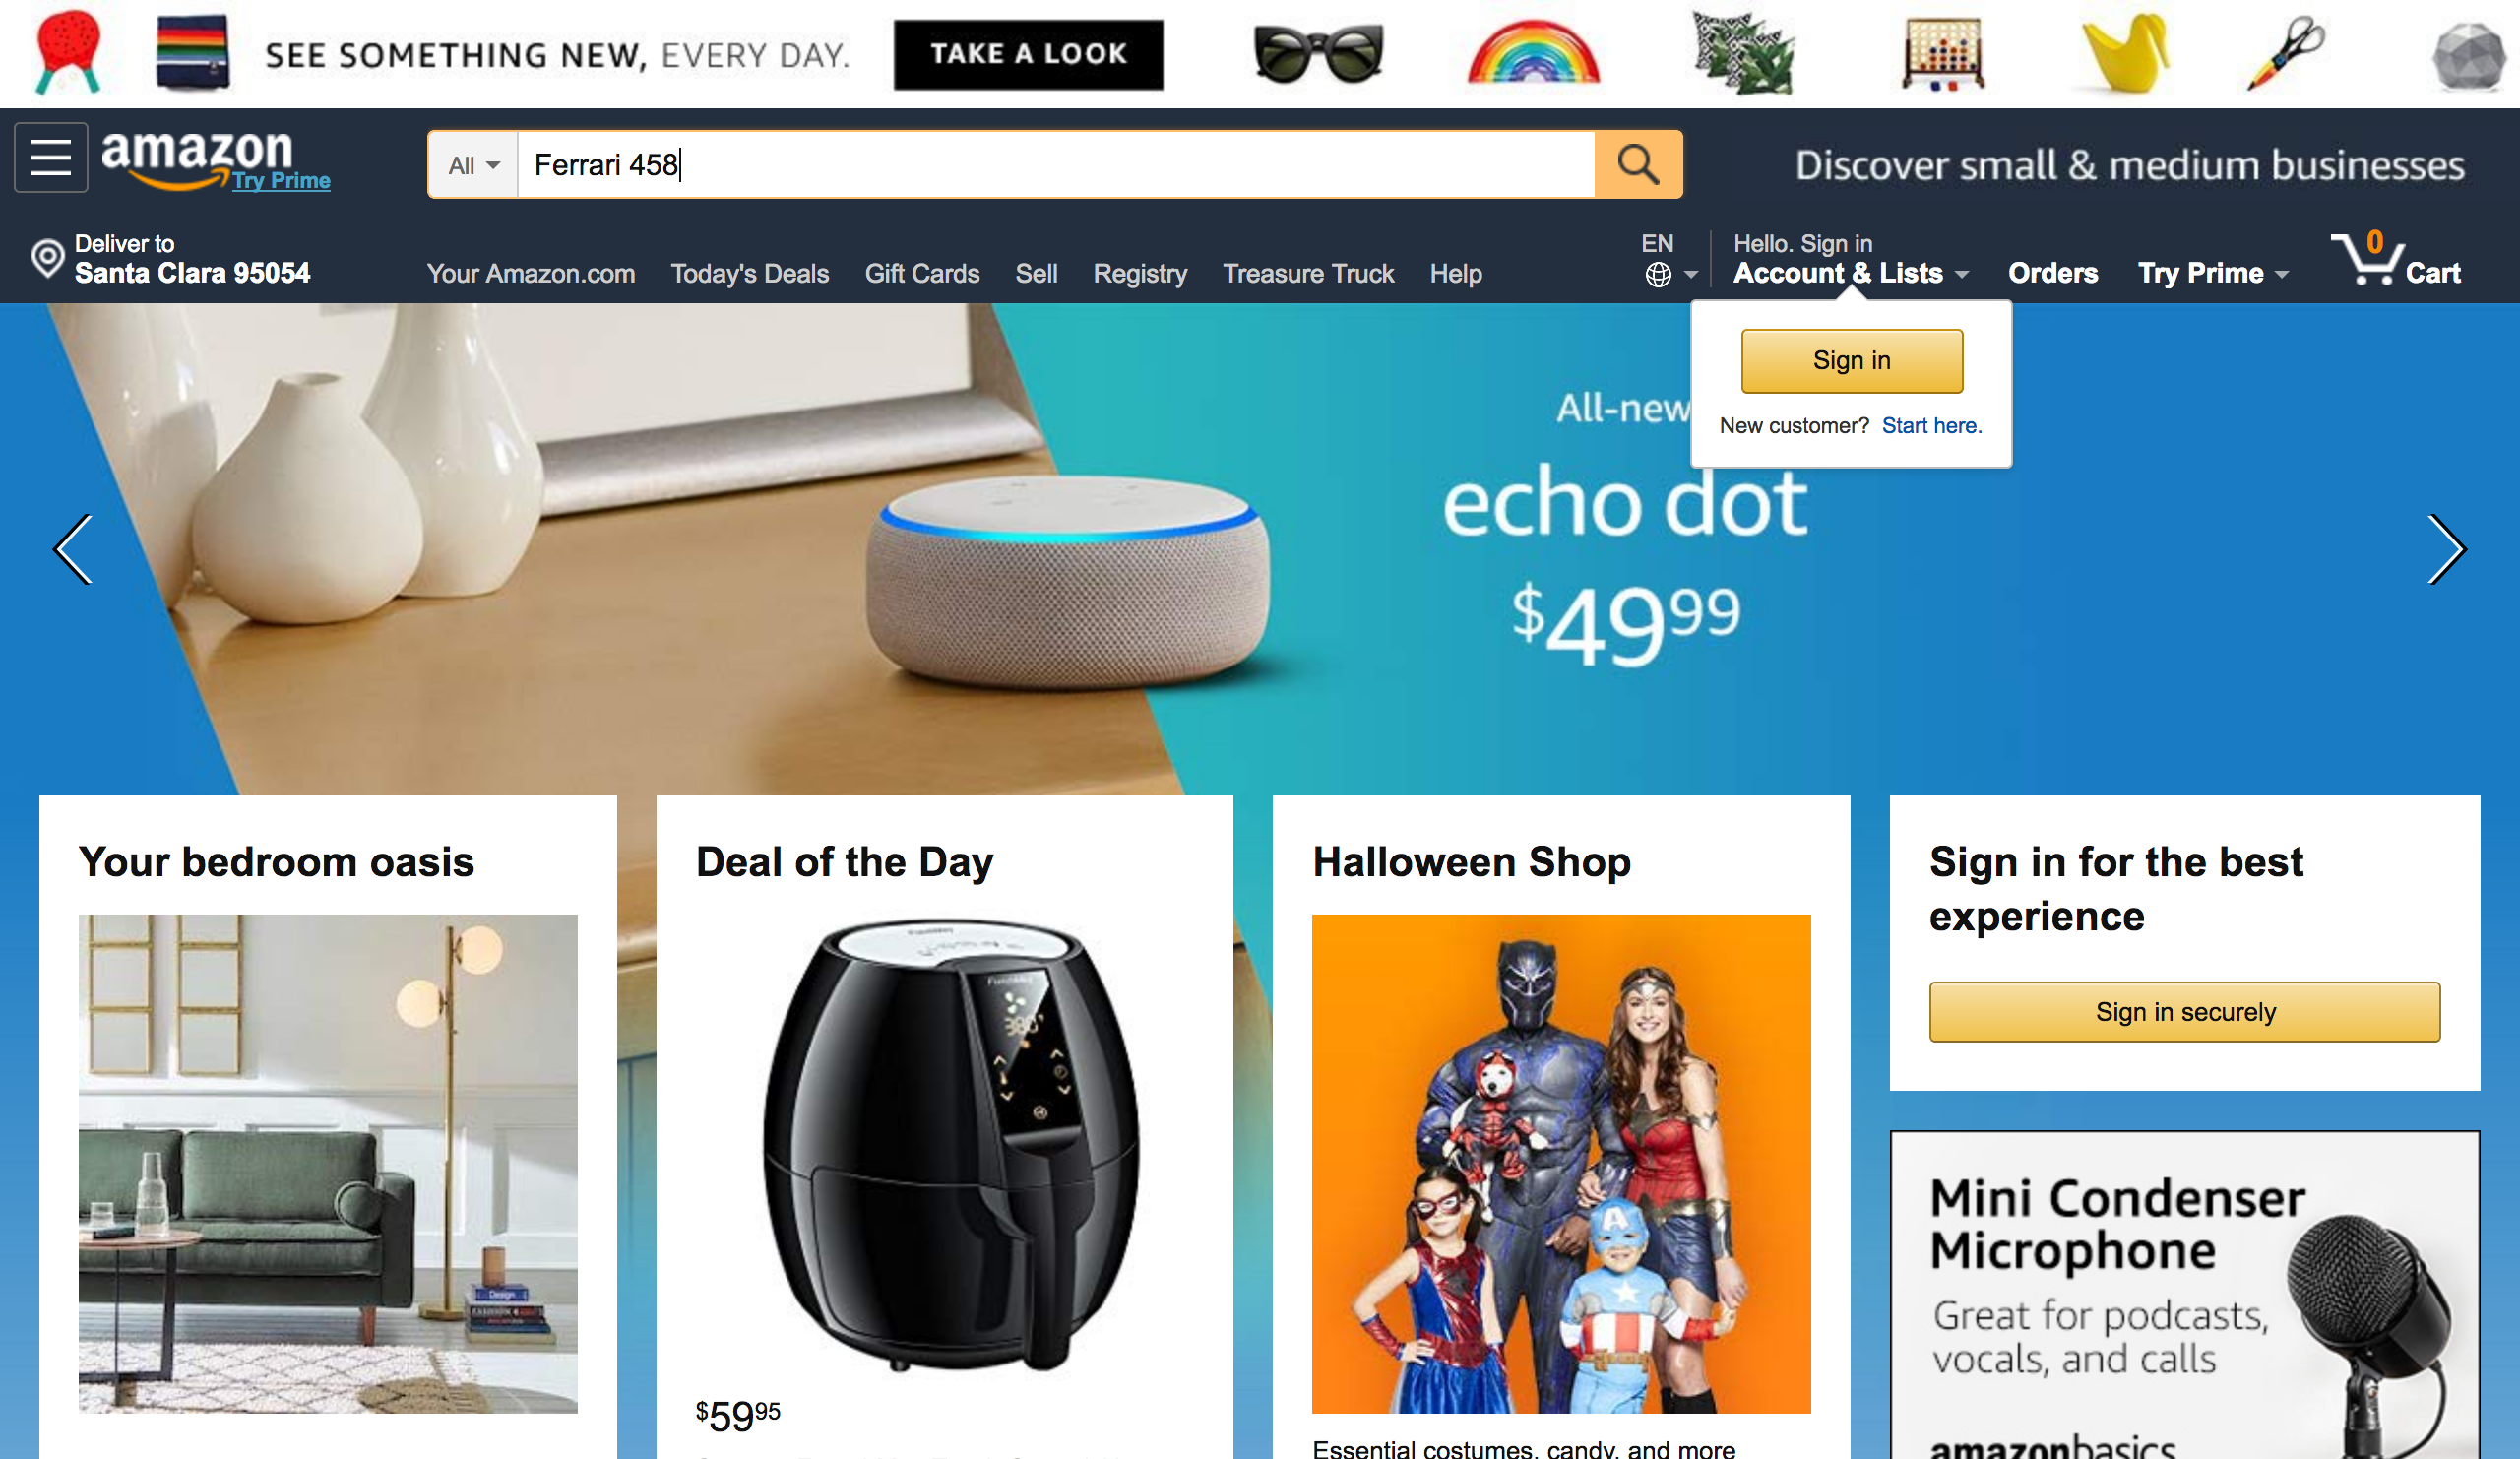 SEE SOMETHING NEW, EVERY DAY.
TAKE A LOOK
amazon
Try Prime
All
Ferrari 458
Discover small & medium businesses
Deliver to
Santa Clara 95054
Your Amazon.com
Today's Deals
Gift Cards
Sell
Registry
Treasure Truck
Help
EN
Hello. Sign in
Account & Lists
Orders
Try Prime
0
Cart
Sign in
New customer? Start here.
All-new
echo dot
$49.99
Your bedroom oasis
Deal of the Day
Halloween Shop
Sign in for the best
experience
Sign in securely
380°
Design
A
Mini Condenser
Microphone
Great for podcasts,
vocals, and calls
amazonbasics
$59.95
Essential costumes, candy, and more